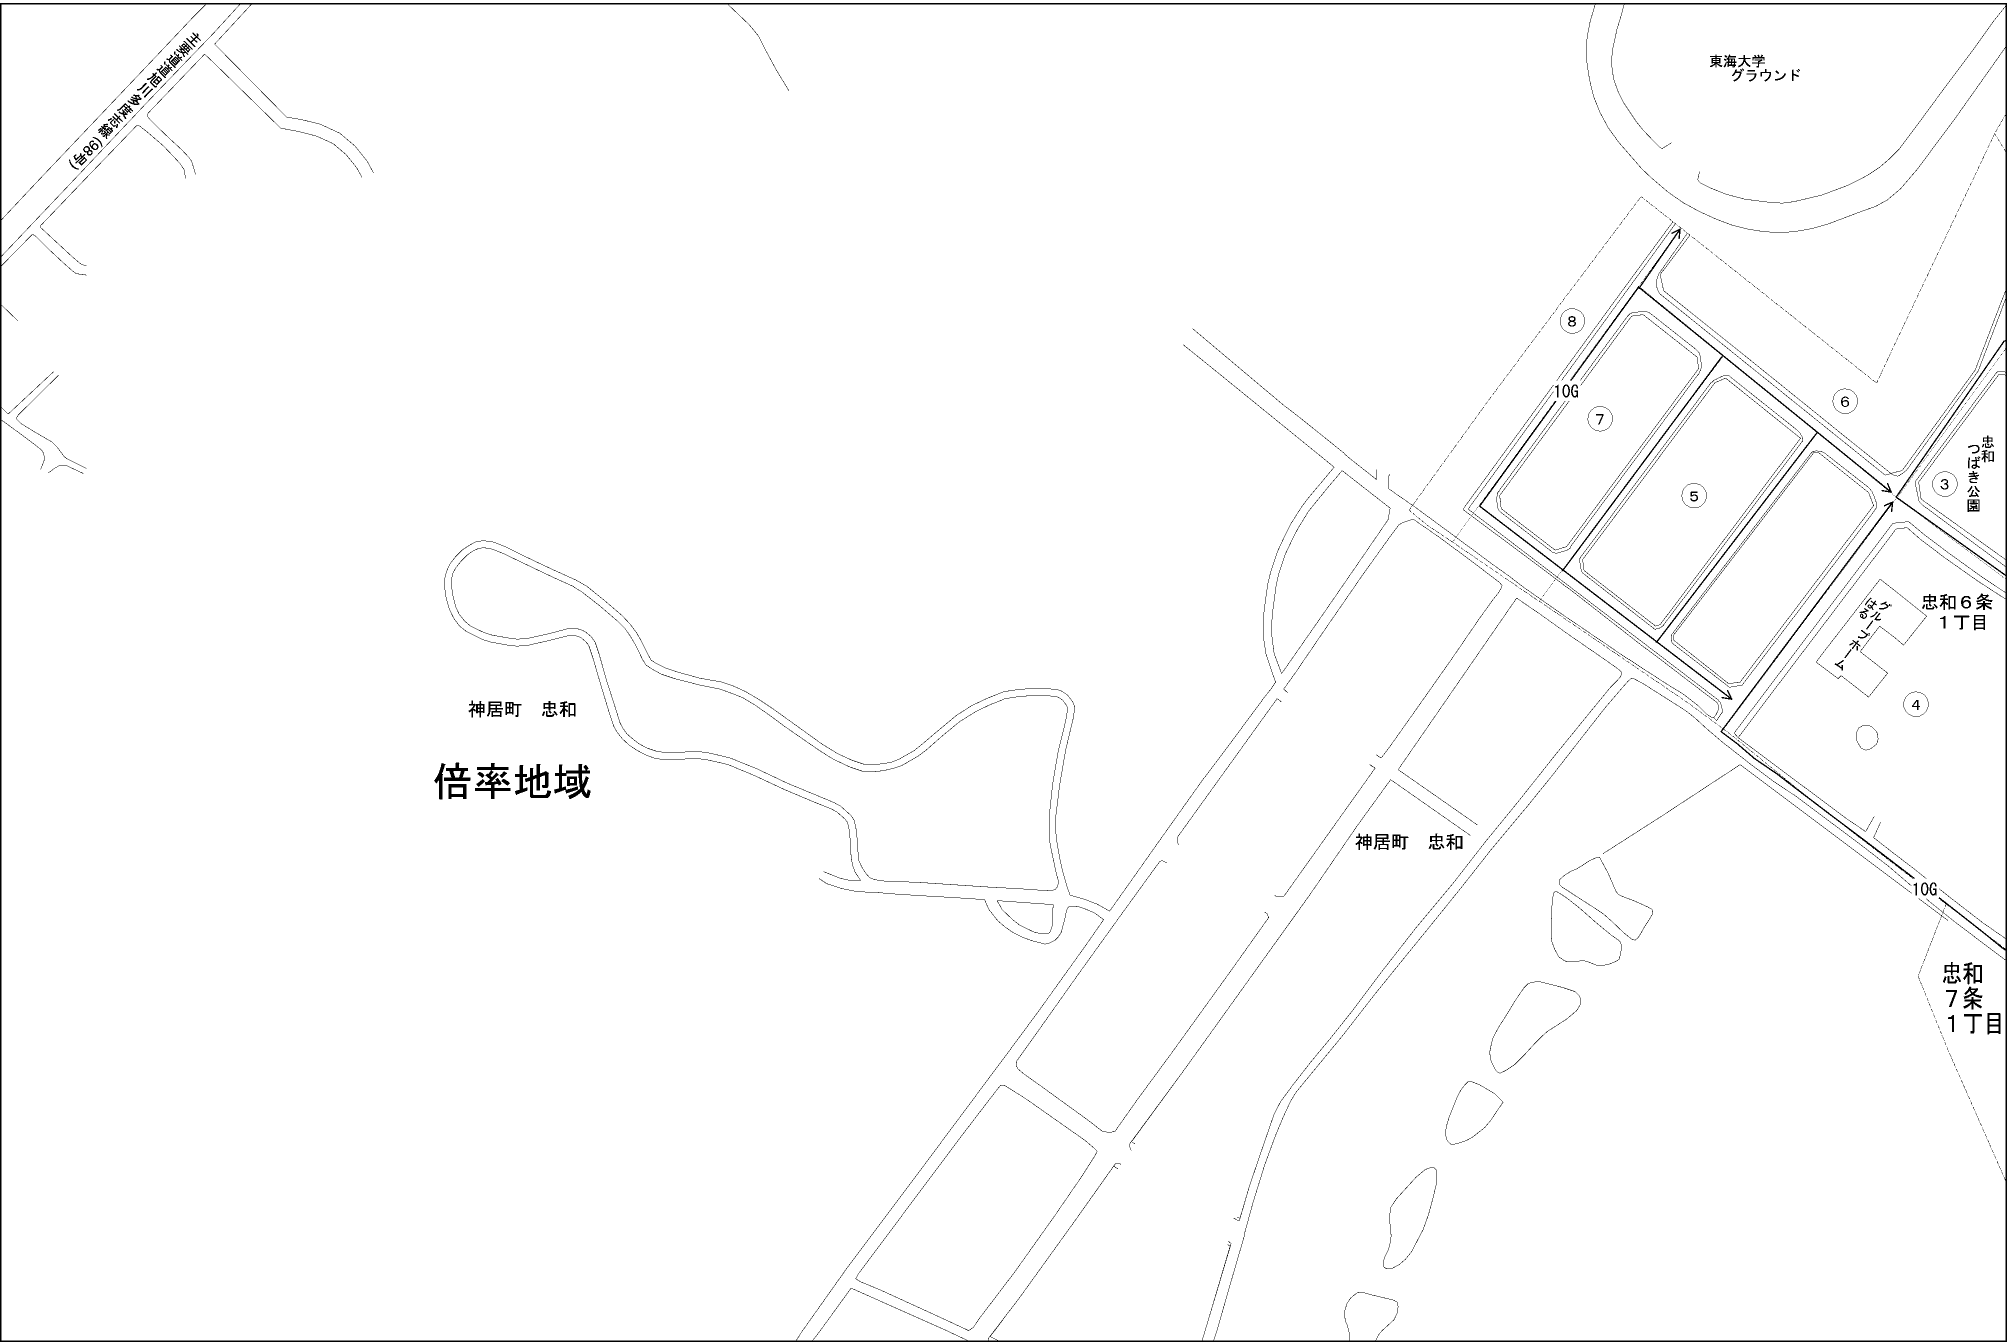 主要道道旭川多度志線(98号)
東海大学
グラウンド
8
10G
7
6
5
3
忠和
つばき公園
忠和６条
１丁目
グループホーム
はる
4
神居町　忠和
倍率地域
神居町　忠和
10G
忠和
７条
１丁目